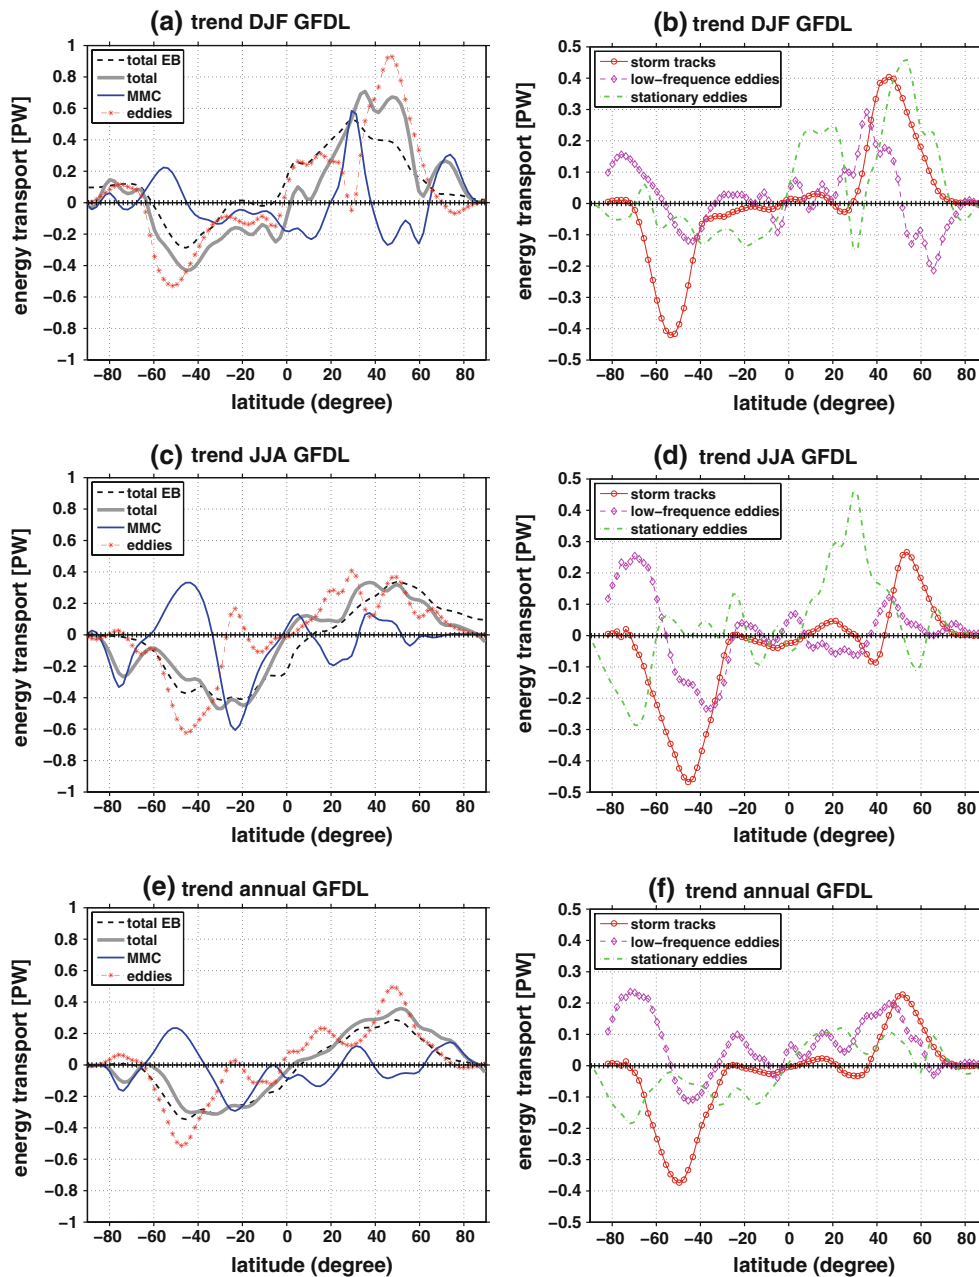 (a) trend DJF GFDL
total EB
total
MMC
eddies
energy transport [PW]
1
0.8
0.6
0.4
0.2
0
−0.2
−0.4
−0.6
−0.8
−1
−80 −60 −40 −20 0 20 40 60 80
latitude (degree)
(b) trend DJF GFDL
storm tracks
low−frequence eddies
stationary eddies
energy transport [PW]
0.5
0.4
0.3
0.2
0.1
0
−0.1
−0.2
−0.3
−0.4
−0.5
−80 −60 −40 −20 0 20 40 60 80
latitude (degree)
(c) trend JJA GFDL
total EB
total
MMC
eddies
energy transport [PW]
1
0.8
0.6
0.4
0.2
0
−0.2
−0.4
−0.6
−0.8
−1
−80 −60 −40 −20 0 20 40 60 80
latitude (degree)
(d) trend JJA GFDL
storm tracks
low−frequence eddies
stationary eddies
energy transport [PW]
0.5
0.4
0.3
0.2
0.1
0
−0.1
−0.2
−0.3
−0.4
−0.5
−80 −60 −40 −20 0 20 40 60 80
latitude (degree)
(e) trend annual GFDL
total EB
total
MMC
eddies
energy transport [PW]
1
0.8
0.6
0.4
0.2
0
−0.2
−0.4
−0.6
−0.8
−1
−80 −60 −40 −20 0 20 40 60 80
latitude (degree)
(f) trend annual GFDL
storm tracks
low−frequence eddies
stationary eddies
energy transport [PW]
0.5
0.4
0.3
0.2
0.1
0
−0.1
−0.2
−0.3
−0.4
−0.5
−80 −60 −40 −20 0 20 40 60 80
latitude (degree)